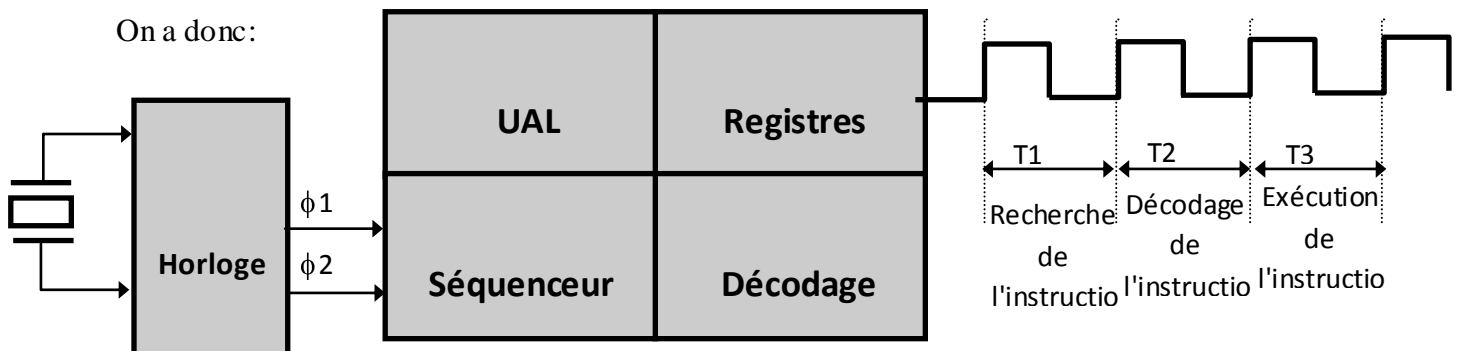 On a donc:
UAL
Registres
Horloge
ϕ1
ϕ2
Séquenceur
Décodage
T1
T2
T3
Recherche
de
l'instructio
Décodage
de
l'instructio
Exécution
de
l'instructio